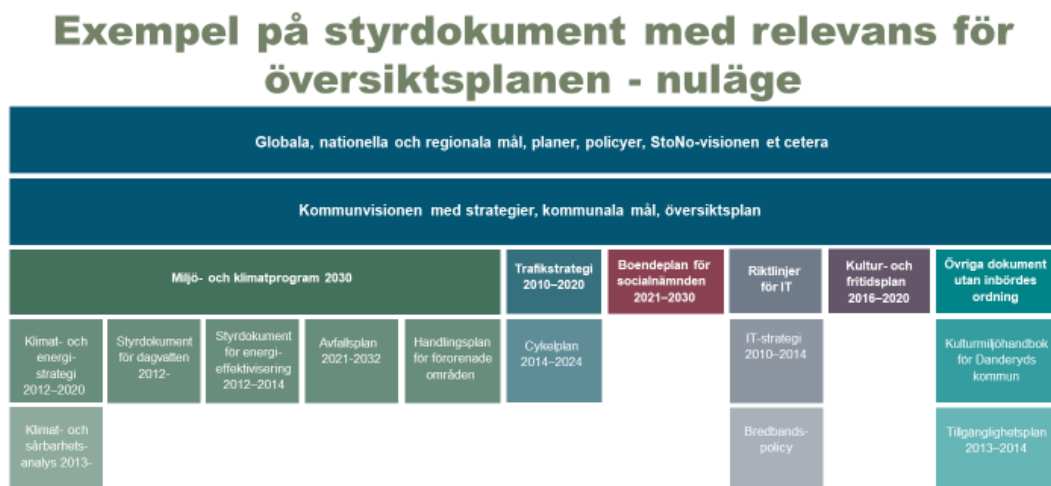 Exempel på styrdokument med relevans för
översiktsplanen - nuläge
Globala, nationella och regionala mål, planer, policyer, StoNo-visionen et cetera
Kommunvisionen med strategier, kommunala mål, översiktsplan
Miljö- och klimatprogram 2030
Trafikstrategi
2010–2020
Boendeplan för
socialnämnden
2021–2030
Riktlinjer
för IT
Kultur- och
fritidsplan
2016–2020
Övriga dokument
utan inbördes
ordning
Klimat- och
energi-
strategi
2012–2020
Styrdokument
för dagvatten
2012-
Styrdokument
för energi-
effektivisering
2012–2014
Avfallsplan
2021-2032
Handlingsplan
för förorenade
områden
Cykelplan
2014–2024
IT-strategi
2010–2014
Kulturmiljöhandbok
för Danderyds
kommun
Klimat- och
sårbarhets-
analys 2013-
Bredbands-
policy
Tillgänglighetsplan
2013–2014